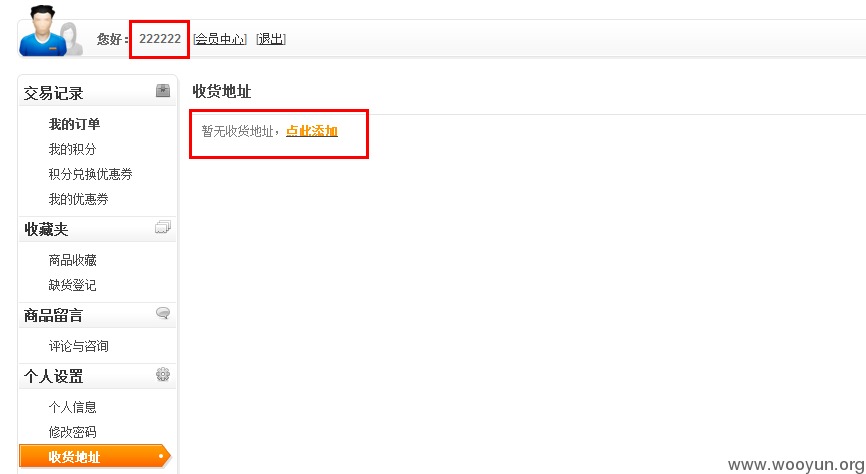 您好： 222222 [会员中心] [退出]
交易记录
我的订单
我的积分
积分兑换优惠券
我的优惠券
收藏夹
商品收藏
缺货登记
商品留言
评论与咨询
个人设置
个人信息
修改密码
收货地址
收货地址
暂无收货地址，点此添加
www.wooyun.org